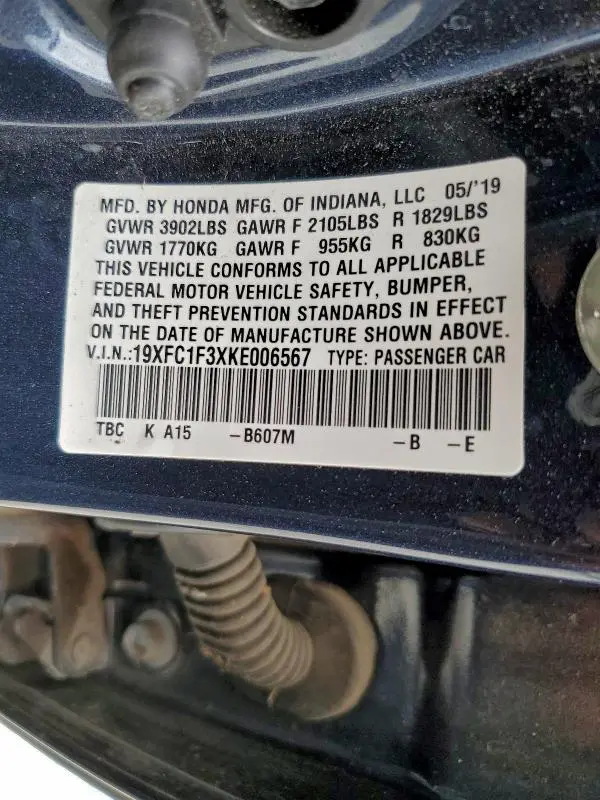 MFD. BY HONDA MFG. OF INDIANA, LLC 05/'19
GVWR 3902LBS GAWR F 2105LBS R 1829LBS
GVWR 1770KG GAWR F 955KG R 830KG
THIS VEHICLE CONFORMS TO ALL APPLICABLE
FEDERAL MOTOR VEHICLE SAFETY, BUMPER,
AND THEFT PREVENTION STANDARDS IN EFFECT
ON THE DATE OF MANUFACTURE SHOWN ABOVE.
V.I.N.:19XFC1F3XKE006567 TYPE: PASSENGER CAR
TBC K A15 -B607M -B -E